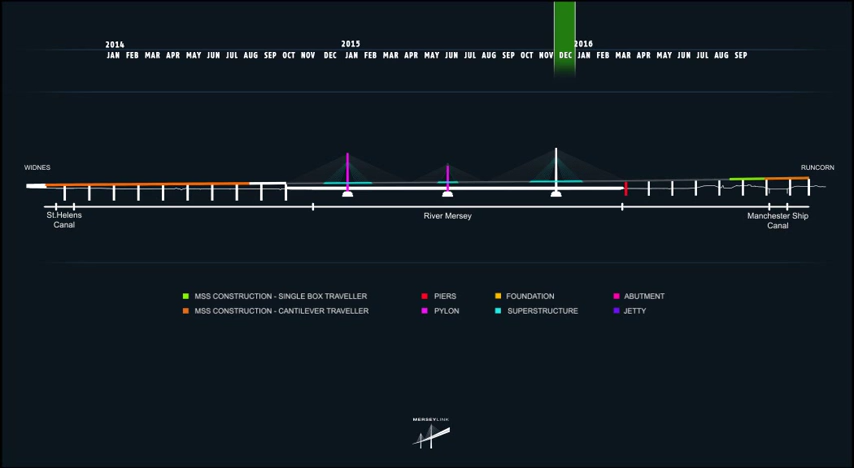 2014 2015 2016
JAN FEB MAR APR MAY JUN JUL AUG SEP OCT NOV DEC JAN FEB MAR APR MAY JUN JUL AUG SEP OCT NOV DEC JAN FEB MAR APR MAY JUN JUL AUG SEP
WIDNES RUNCORN
St.Helens
Canal
River Mersey
Manchester Ship
Canal
MSS CONSTRUCTION - SINGLE BOX TRAVELLER PIERS FOUNDATION ABUTMENT
MSS CONSTRUCTION - CANTILEVER TRAVELLER PYLON SUPERSTRUCTURE JETTY
MERSEYLINK